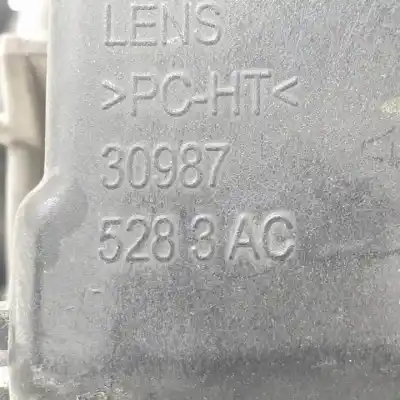 LENS
>PC-HT<
30987
528 3 AC